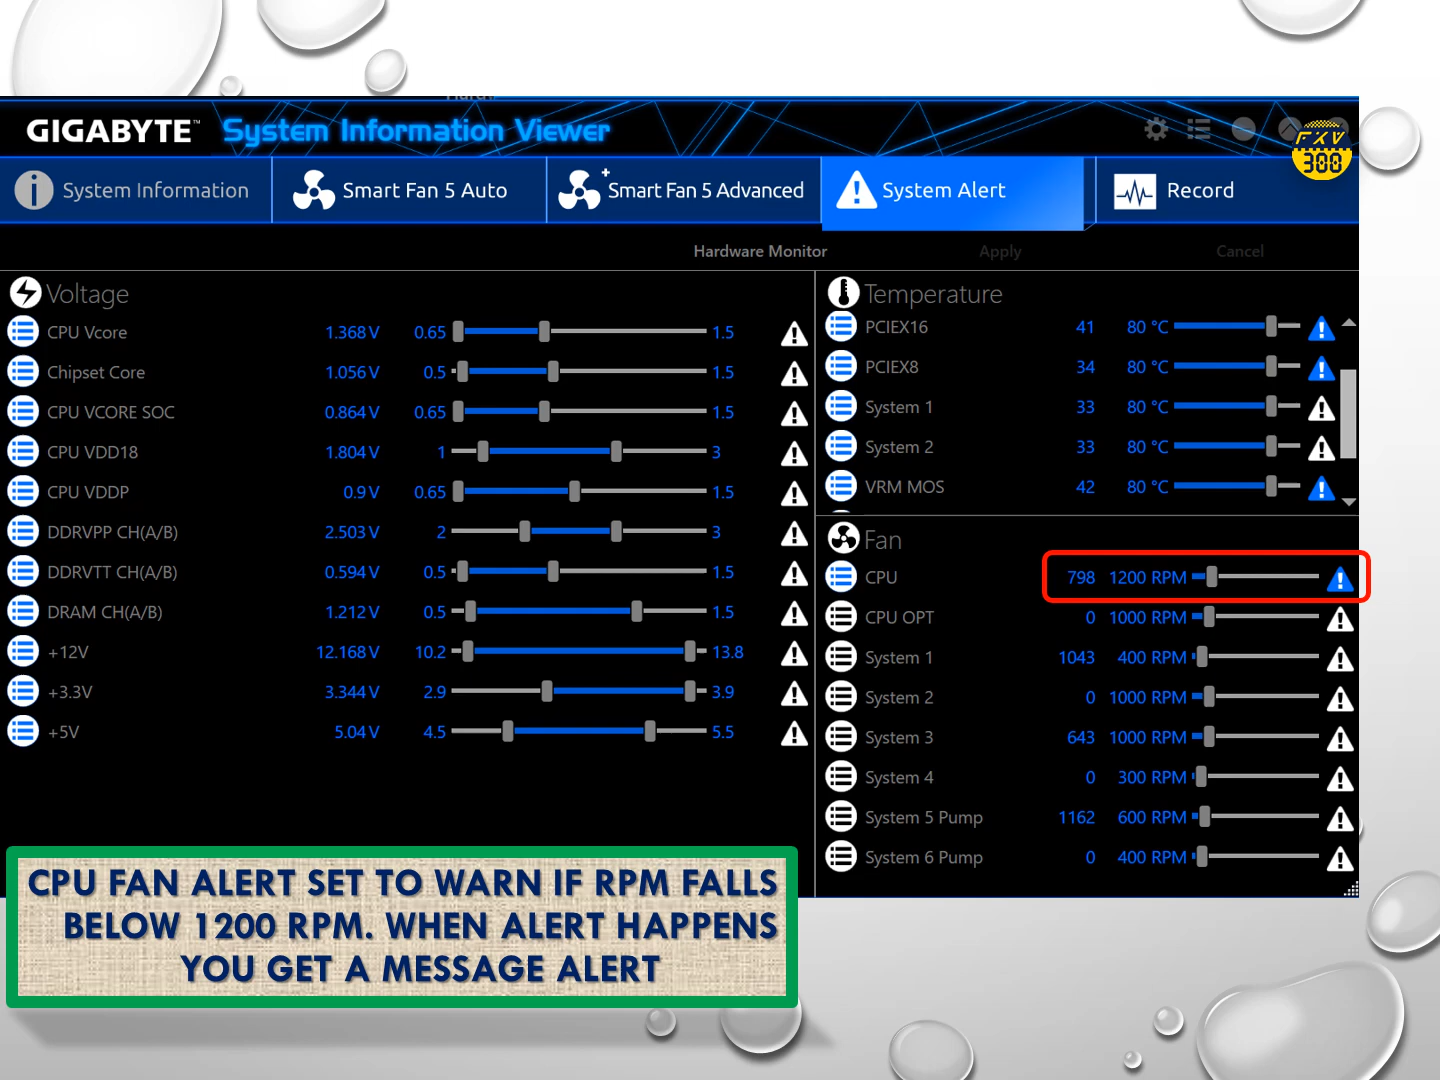 GIGABYTE™ System Information Viewer
FXV
300
System Information
Smart Fan 5 Auto
Smart Fan 5 Advanced
System Alert
Record
Hardware Monitor
Apply
Cancel
Voltage
CPU Vcore 1.368 V 0.65 1.5
Chipset Core 1.056 V 0.5 1.5
CPU VCORE SOC 0.864 V 0.65 1.5
CPU VDD18 1.804 V 1 3
CPU VDDP 0.9 V 0.65 1.5
DDRVPP CH(A/B) 2.503 V 2 3
DDRVTT CH(A/B) 0.594 V 0.5 1.5
DRAM CH(A/B) 1.212 V 0.5 1.5
+12V 12.168 V 10.2 13.8
+3.3V 3.344 V 2.9 3.9
+5V 5.04 V 4.5 5.5
Temperature
PCIEX16 41 80 °C
PCIEX8 34 80 °C
System 1 33 80 °C
System 2 33 80 °C
VRM MOS 42 80 °C
Fan
CPU 798 1200 RPM
CPU OPT 0 1000 RPM
System 1 1043 400 RPM
System 2 0 1000 RPM
System 3 643 1000 RPM
System 4 0 300 RPM
System 5 Pump 1162 600 RPM
System 6 Pump 0 400 RPM
CPU FAN ALERT SET TO WARN IF RPM FALLS
BELOW 1200 RPM. WHEN ALERT HAPPENS
YOU GET A MESSAGE ALERT